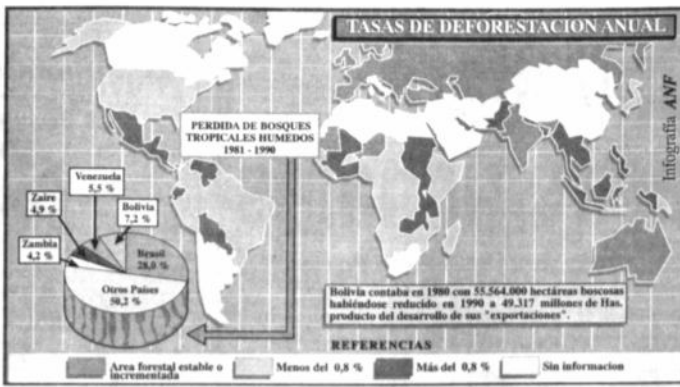 TASAS DE DEFORESTACION ANUAL
Infografía ANF
PERDIDA DE BOSQUES
TROPICALES HUMEDOS
1981 - 1990
Venezuela
5,5 %
Zaire
4,9 %
Bolivia
7,2 %
Zambia
4,2 %
Brasil
28,0 %
Otros Países
50,2 %
Bolivia contaba en 1980 con 55,564.000 hectáreas boscosas
habiéndose reducido en 1990 a 49.317 millones de Has.
producto del desarrollo de sus "exportaciones".
REFERENCIAS
Area forestal estable o
incrementada
Menos del 0,8 %
Más del 0,8 %
Sin informacion